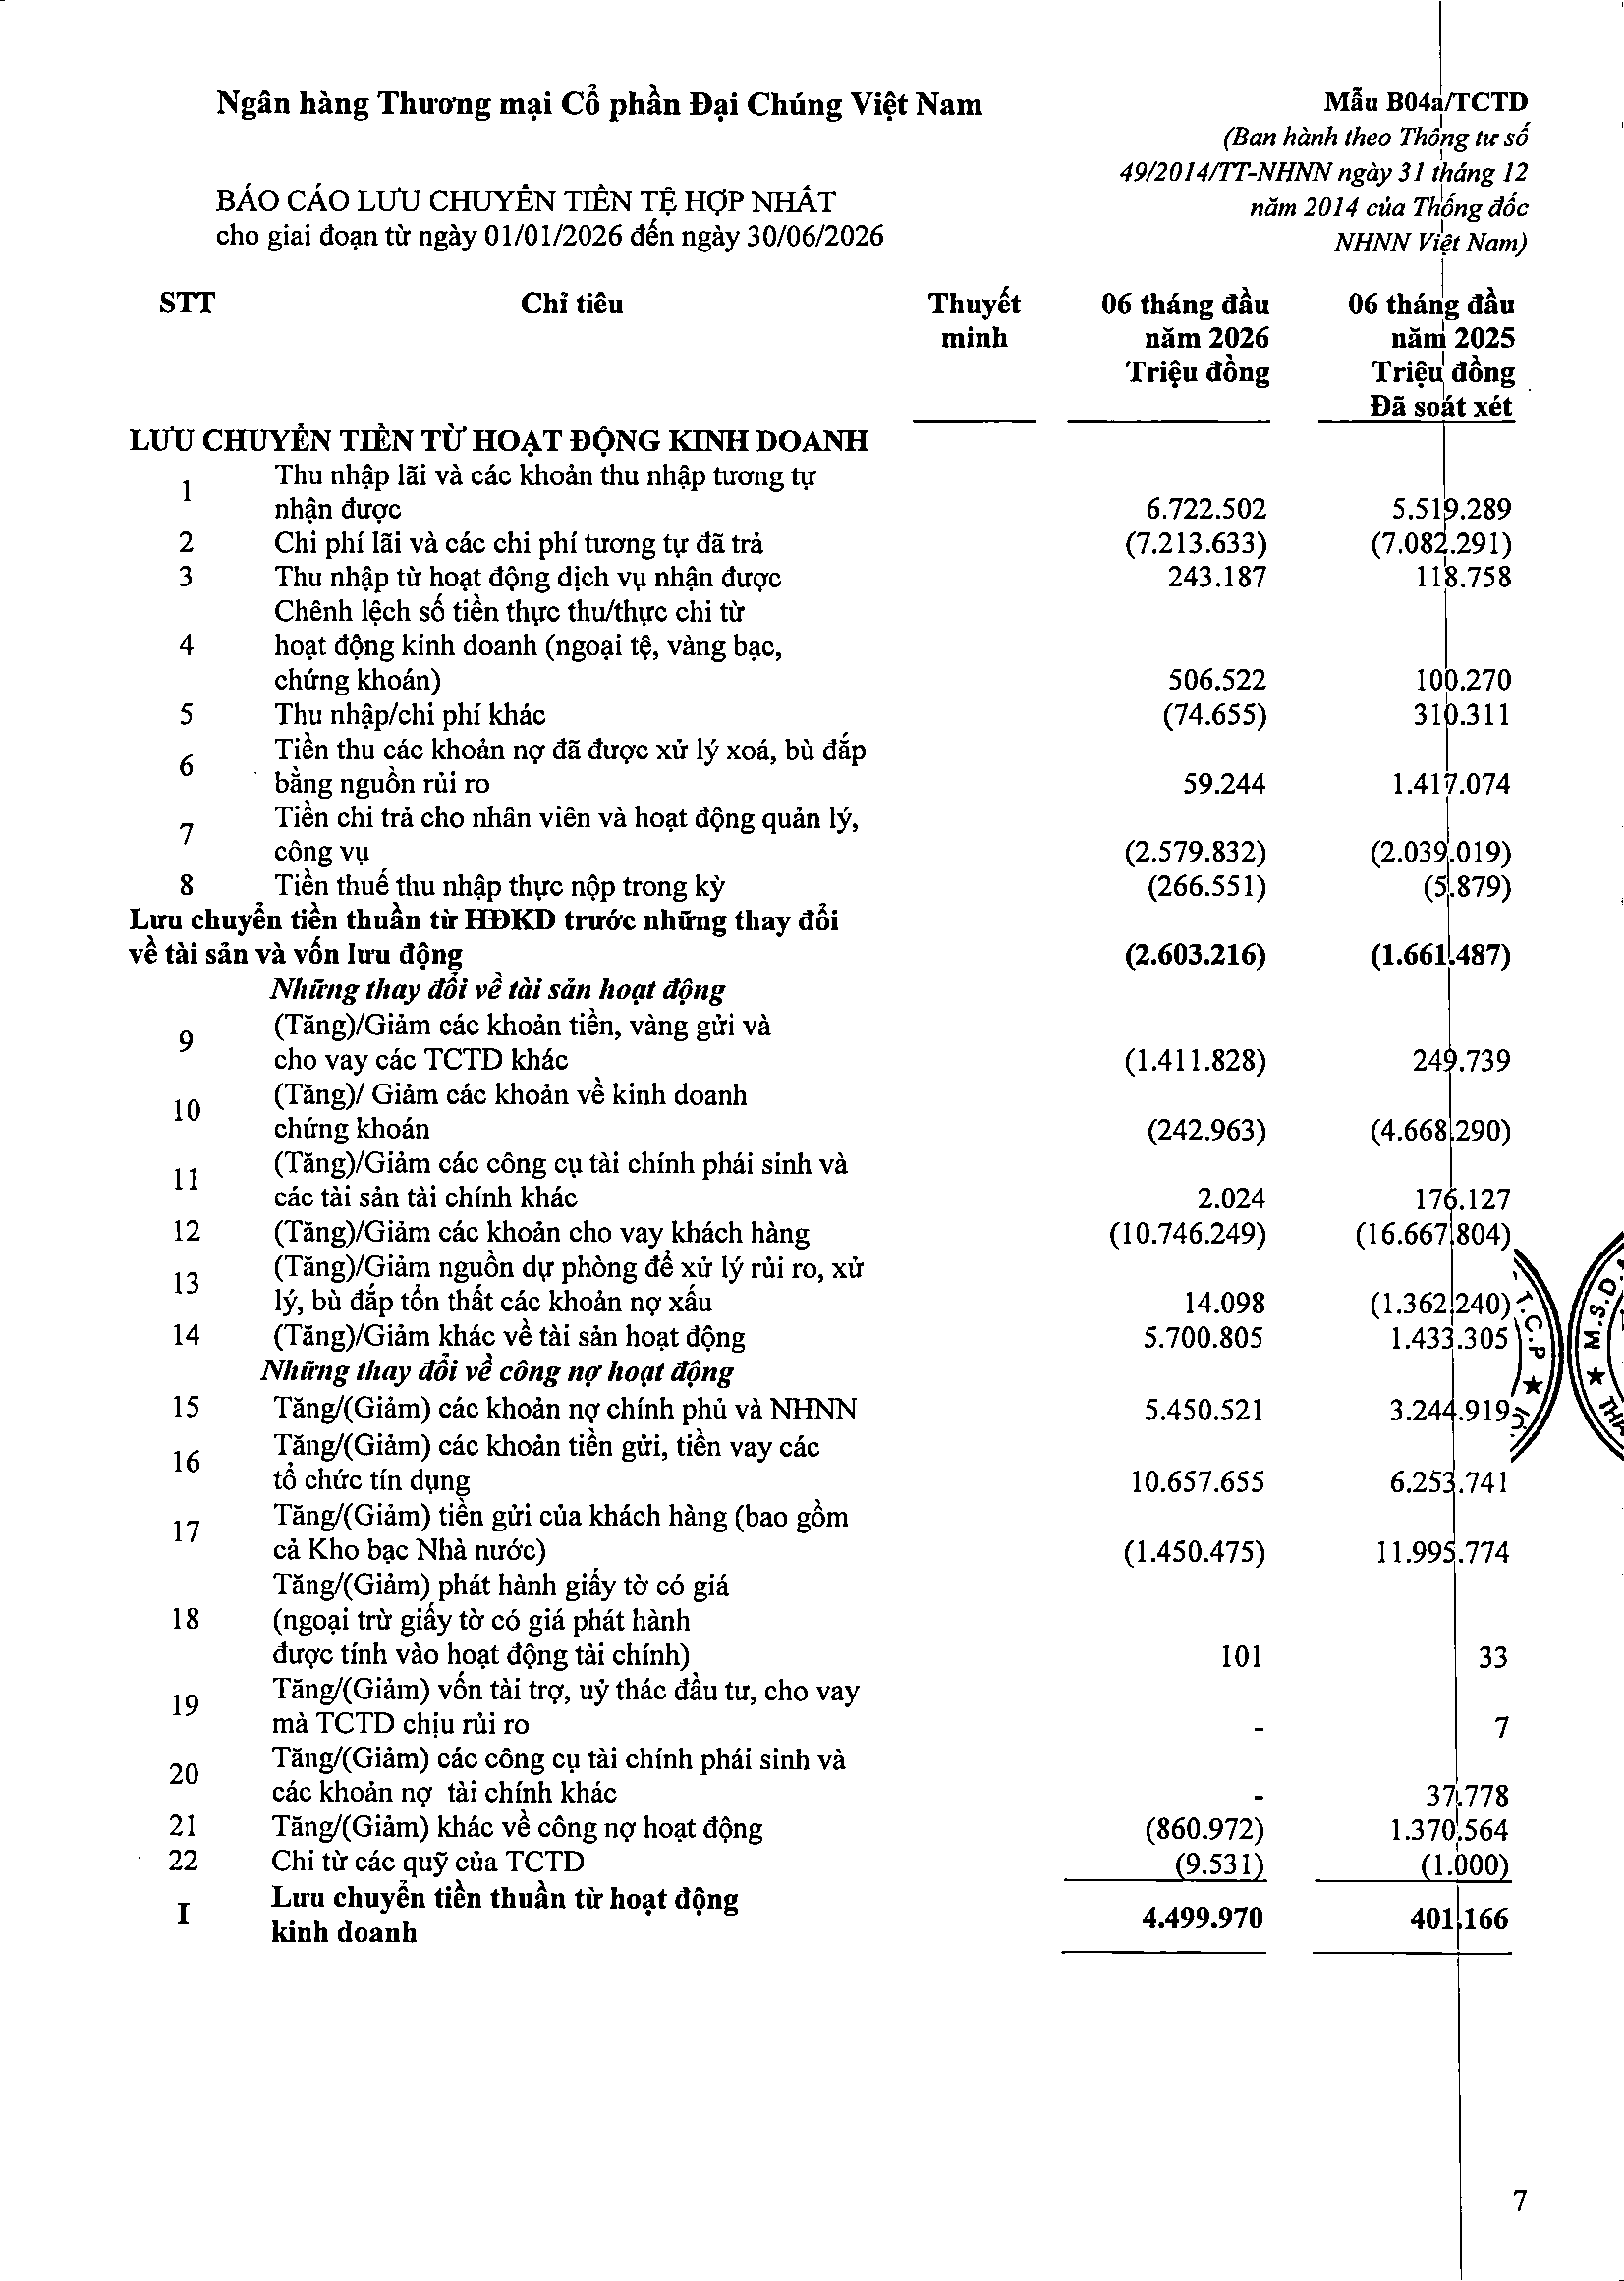 Ngân hàng Thương mại Cổ phần Đại Chúng Việt Nam
Mẫu B04a/TCTD
(Ban hành theo Thông tư số
49/2014/TT-NHNN ngày 31 tháng 12
năm 2014 của Thống đốc
NHNN Việt Nam)
BÁO CÁO LƯU CHUYỂN TIỀN TỆ HỢP NHẤT
cho giai đoạn từ ngày 01/01/2026 đến ngày 30/06/2026
STT Chỉ tiêu Thuyết 06 tháng đầu 06 tháng đầu
minh năm 2026 năm 2025
Triệu đồng Triệu đồng
Đã soát xét
LƯU CHUYỂN TIỀN TỪ HOẠT ĐỘNG KINH DOANH
1 Thu nhập lãi và các khoản thu nhập tương tự
nhận được 6.722.502 5.519.289
2 Chi phí lãi và các chi phí tương tự đã trả (7.213.633) (7.082.291)
3 Thu nhập từ hoạt động dịch vụ nhận được 243.187 118.758
Chênh lệch số tiền thực thu/thực chi từ
4 hoạt động kinh doanh (ngoại tệ, vàng bạc,
chứng khoán) 506.522 100.270
5 Thu nhập/chi phí khác (74.655) 310.311
6 Tiền thu các khoản nợ đã được xử lý xoá, bù đắp
bằng nguồn rủi ro 59.244 1.417.074
7 Tiền chi trả cho nhân viên và hoạt động quản lý,
công vụ (2.579.832) (2.039.019)
8 Tiền thuế thu nhập thực nộp trong kỳ (266.551) (5.879)
Lưu chuyển tiền thuần từ HĐKD trước những thay đổi
về tài sản và vốn lưu động (2.603.216) (1.661.487)
Những thay đổi về tài sản hoạt động
9 (Tăng)/Giảm các khoản tiền, vàng gửi và
cho vay các TCTD khác (1.411.828) 249.739
10 (Tăng)/ Giảm các khoản về kinh doanh
chứng khoán (242.963) (4.668.290)
11 (Tăng)/Giảm các công cụ tài chính phái sinh và
các tài sản tài chính khác 2.024 176.127
12 (Tăng)/Giảm các khoản cho vay khách hàng (10.746.249) (16.667.804)
13 (Tăng)/Giảm nguồn dự phòng để xử lý rủi ro, xử
lý, bù đắp tổn thất các khoản nợ xấu 14.098 (1.362.240)
14 (Tăng)/Giảm khác về tài sản hoạt động 5.700.805 1.433.305
Những thay đổi về công nợ hoạt động
15 Tăng/(Giảm) các khoản nợ chính phủ và NHNN 5.450.521 3.244.919
16 Tăng/(Giảm) các khoản tiền gửi, tiền vay các
tổ chức tín dụng 10.657.655 6.253.741
17 Tăng/(Giảm) tiền gửi của khách hàng (bao gồm
cả Kho bạc Nhà nước) (1.450.475) 11.995.774
Tăng/(Giảm) phát hành giấy tờ có giá
18 (ngoại trừ giấy tờ có giá phát hành
được tính vào hoạt động tài chính) 101 33
19 Tăng/(Giảm) vốn tài trợ, uỷ thác đầu tư, cho vay
mà TCTD chịu rủi ro - 7
20 Tăng/(Giảm) các công cụ tài chính phái sinh và
các khoản nợ tài chính khác - 37.778
21 Tăng/(Giảm) khác về công nợ hoạt động (860.972) 1.370.564
22 Chi từ các quỹ của TCTD (9.531) (1.000)
I Lưu chuyển tiền thuần từ hoạt động
kinh doanh 4.499.970 401.166
T.C.P
M.S.D
7